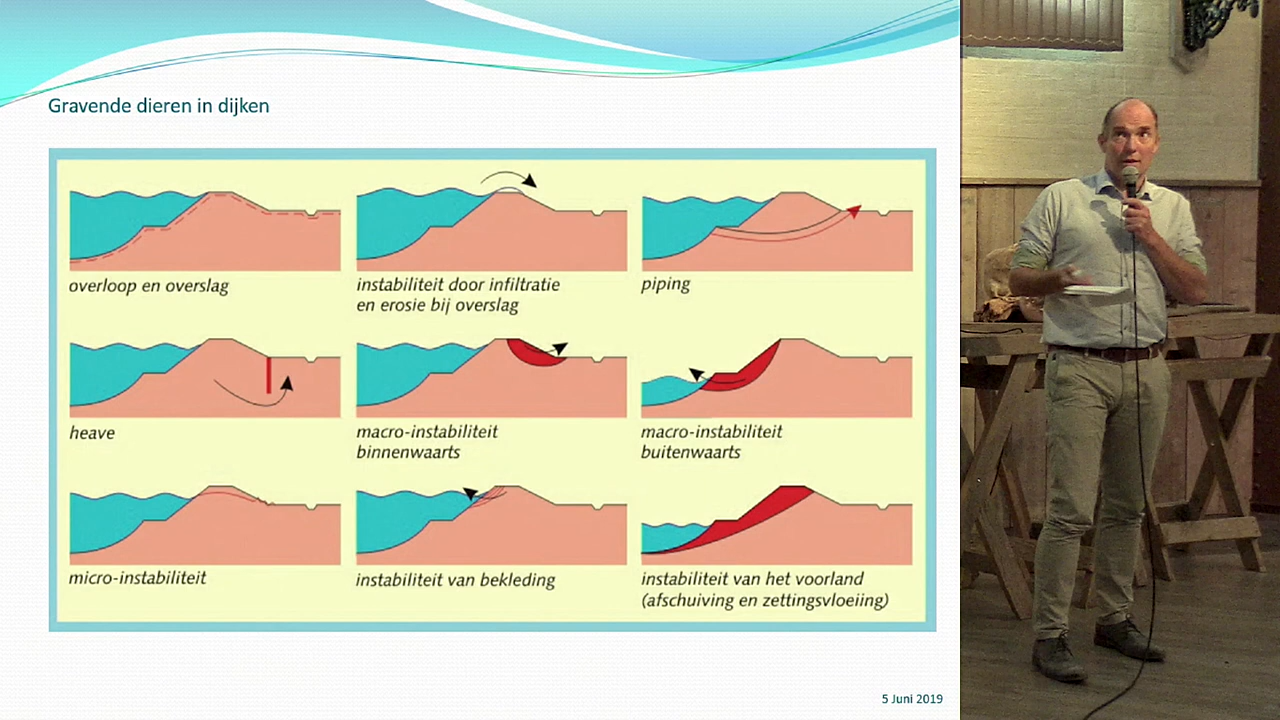 Gravende dieren in dijken
overloop en overslag
instabiliteit door infiltratie
en erosie bij overslag
piping
heave
macro-instabiliteit
binnenwaarts
macro-instabiliteit
buitenwaarts
micro-instabiliteit
instabiliteit van bekleding
instabiliteit van het voorland
(afschuiving en zettingsvloeiing)
5 Juni 2019